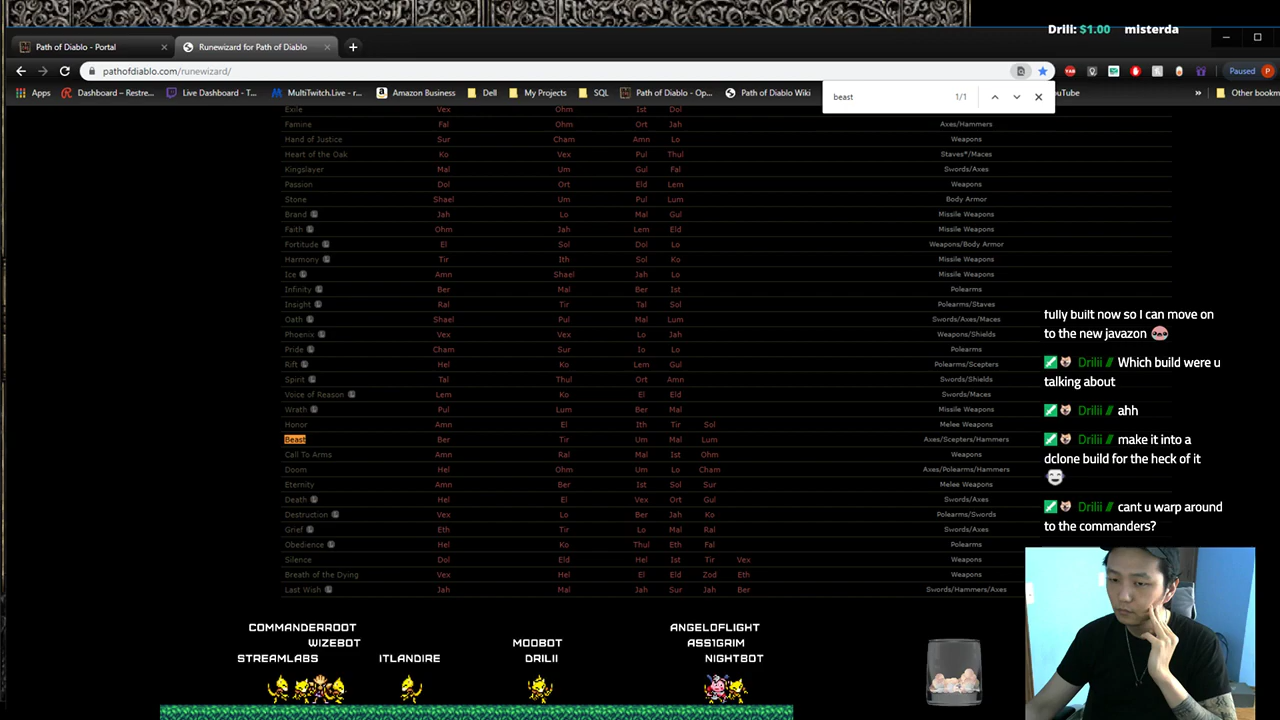 Drili: $1.00 misterda
Path of Diablo - Portal
Runewizard for Path of Diablo
pathofdiablo.com/runewizard/
Paused
Apps
Dashboard – Restre...
Live Dashboard - T...
MultiTwitch.live - r...
Amazon Business
Dell
My Projects
SQL
Path of Diablo - Op...
Path of Diablo Wiki
»
Other bookm
beast 1/1
Exile Vex Ohm Ist Dol
Famine Fal Ohm Ort Jah Axes/Hammers
Hand of Justice Sur Cham Amn Lo Weapons
Heart of the Oak Ko Vex Pul Thul Staves*/Maces
Kingslayer Mal Um Gul Fal Swords/Axes
Passion Dol Ort Eld Lem Weapons
Stone Shael Um Pul Lum Body Armor
Brand Jah Lo Mal Gul Missile Weapons
Faith Ohm Jah Lem Eld Missile Weapons
Fortitude El Sol Dol Lo Weapons/Body Armor
Harmony Tir Ith Sol Ko Missile Weapons
Ice Amn Shael Jah Lo Missile Weapons
Infinity Ber Mal Ber Ist Polearms
Insight Ral Tir Tal Sol Polearms/Staves
Oath Shael Pul Mal Lum Swords/Axes/Maces
Phoenix Vex Vex Lo Jah Weapons/Shields
Pride Cham Sur Io Lo Polearms
Rift Hel Ko Lem Gul Polearms/Scepters
Spirit Tal Thul Ort Amn Swords/Shields
Voice of Reason Lem Ko El Eld Swords/Maces
Wrath Pul Lum Ber Mal Missile Weapons
Honor Amn El Ith Tir Sol Melee Weapons
Beast Ber Tir Um Mal Lum Axes/Scepters/Hammers
Call To Arms Amn Ral Mal Ist Ohm Weapons
Doom Hel Ohm Um Lo Cham Axes/Polearms/Hammers
Eternity Amn Ber Ist Sol Sur Melee Weapons
Death Hel El Vex Ort Gul Swords/Axes
Destruction Vex Lo Ber Jah Ko Polearms/Swords
Grief Eth Tir Lo Mal Ral Swords/Axes
Obedience Hel Ko Thul Eth Fal Polearms
Silence Dol Eld Hel Ist Tir Vex Weapons
Breath of the Dying Vex Hel El Eld Zod Eth Weapons
Last Wish Jah Mal Jah Sur Jah Ber Swords/Hammers/Axes
fully built now so i can move on
to the new razor
Drilii // Which build were u
talking about
Drilii // ahh
Drilii // make it into a
dclone build for the heck of it
Drilii // cant u warp around
to the commanders?
COMMANDERROOT
WIZEBOT
STREAMLABS
ITLANDIRE
MOOBOT
DRILII
ANGELOFLIGHT
ASS1GRIM
NIGHTBOT